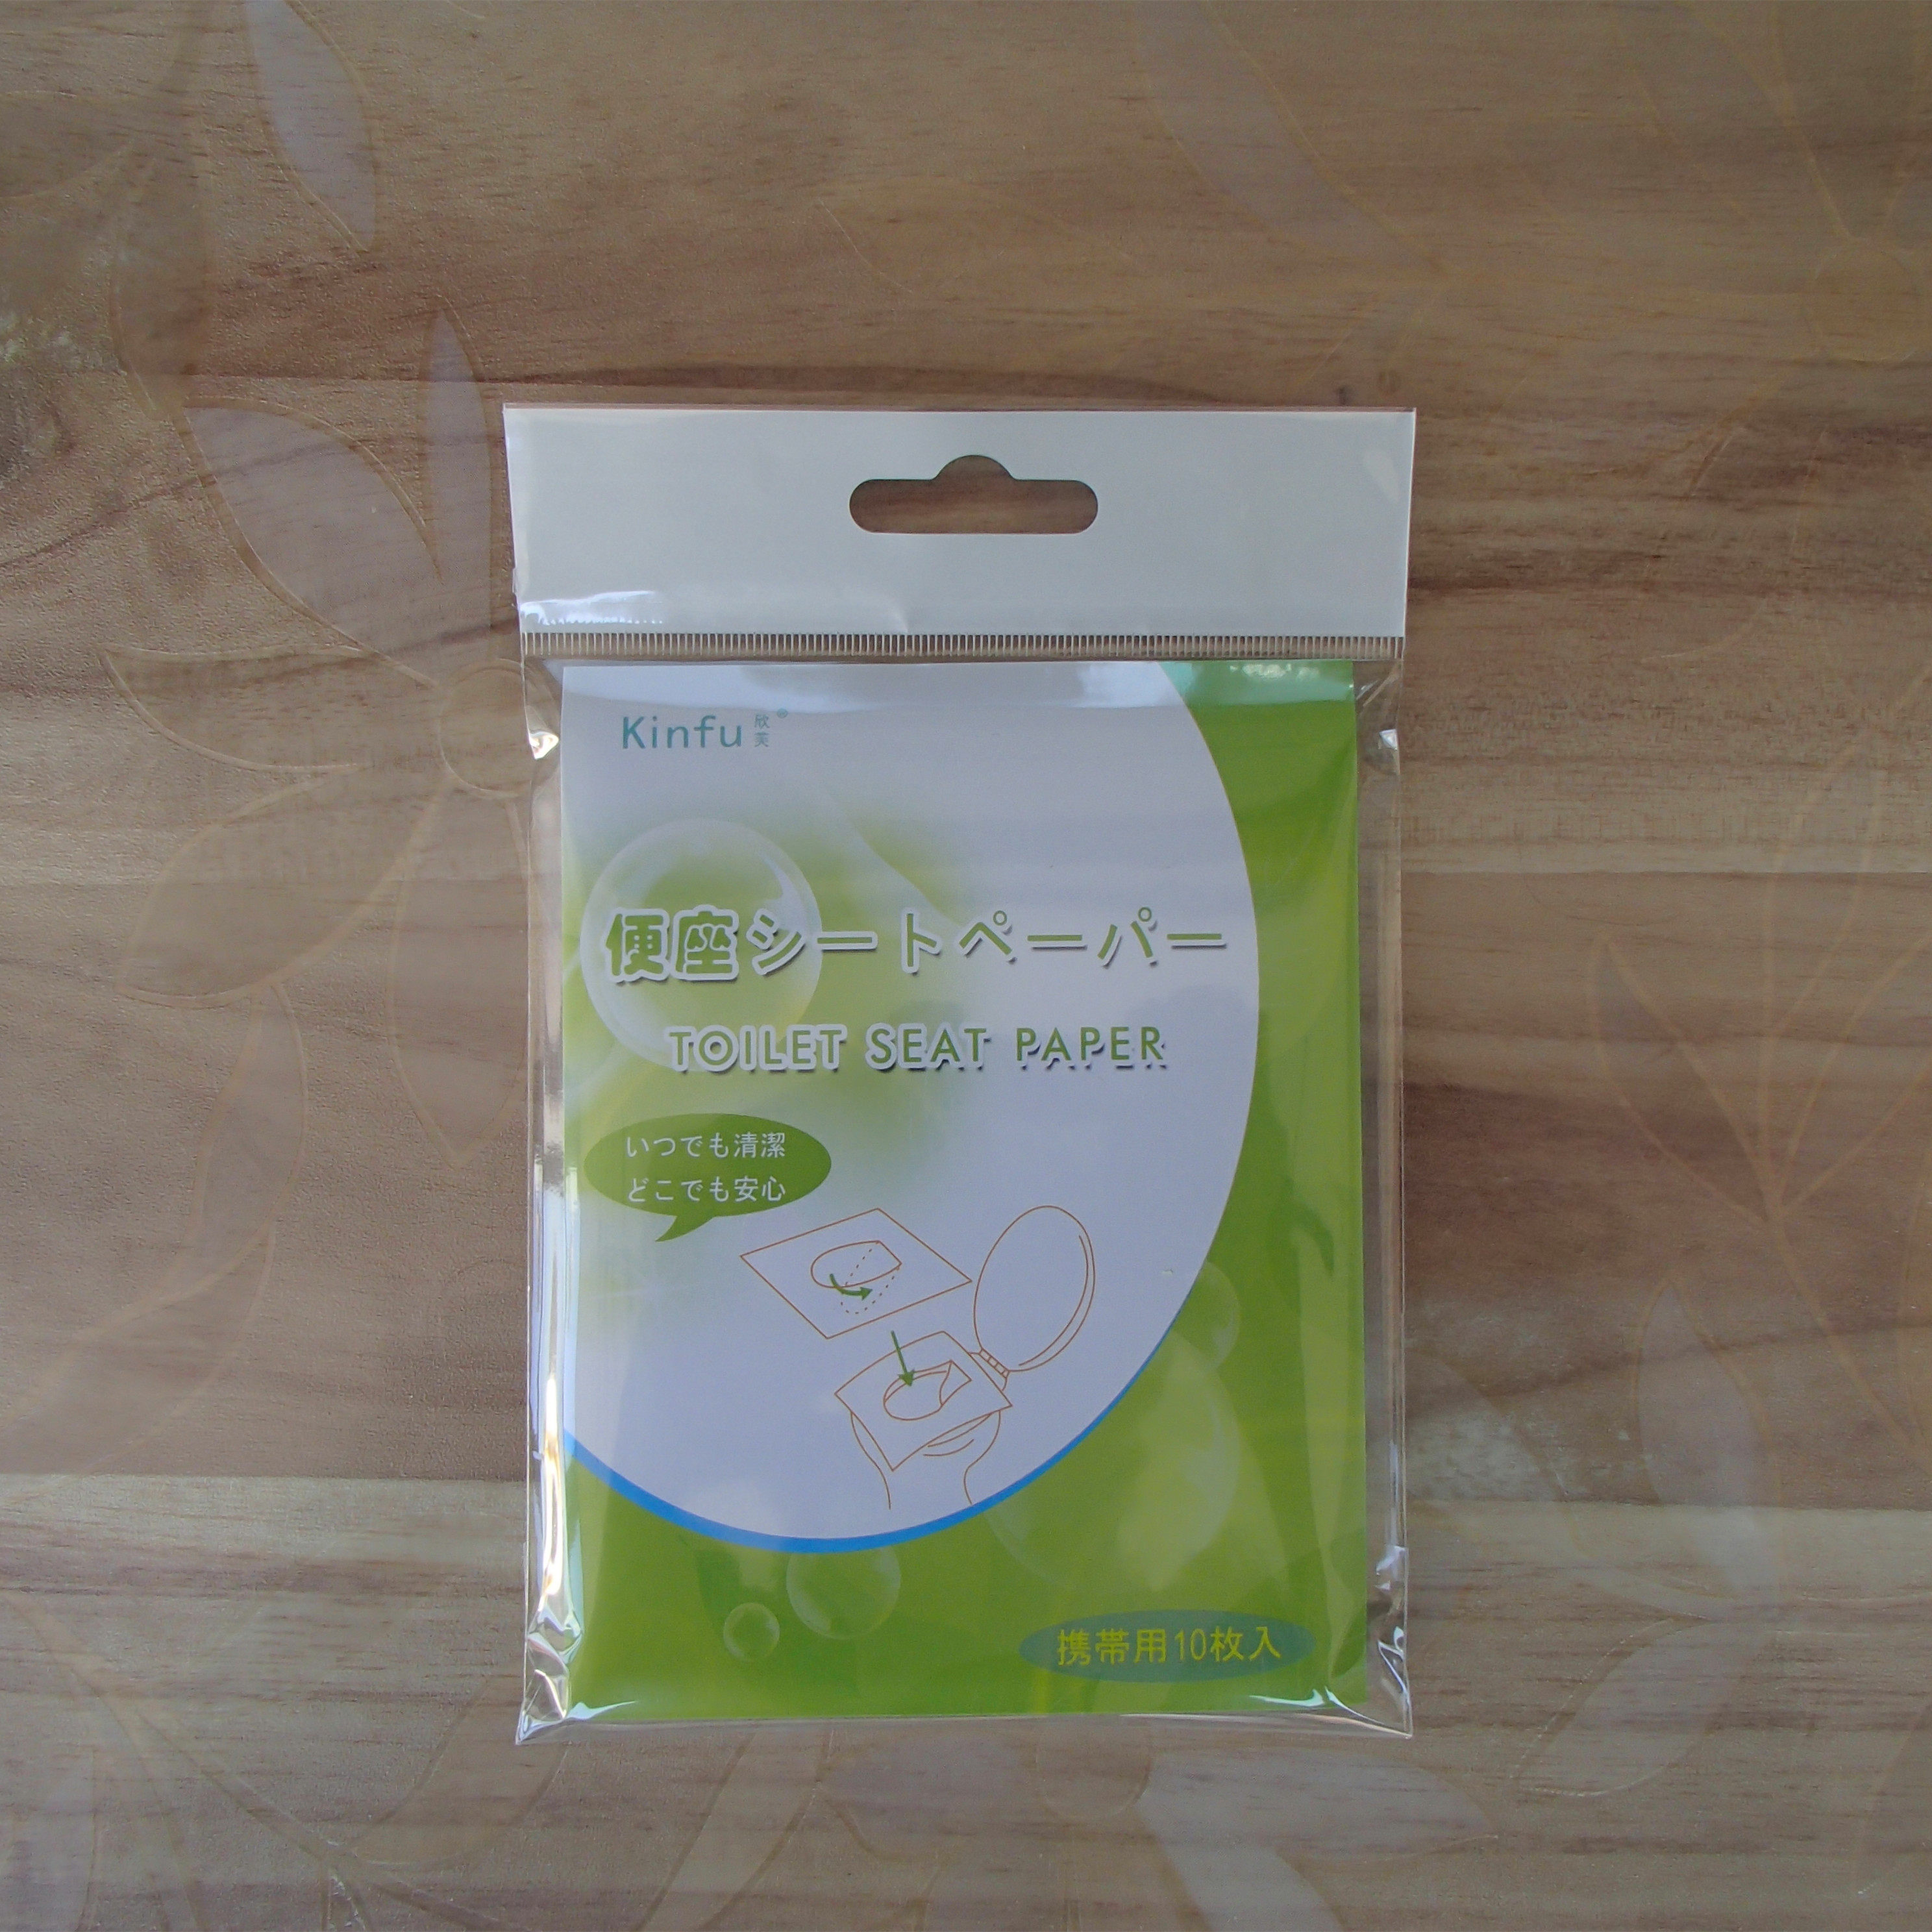 Kinfu 欣芙®
便座シートペーパー
TOILET SEAT PAPER
いつでも清潔
どこでも安心
携帯用10枚入